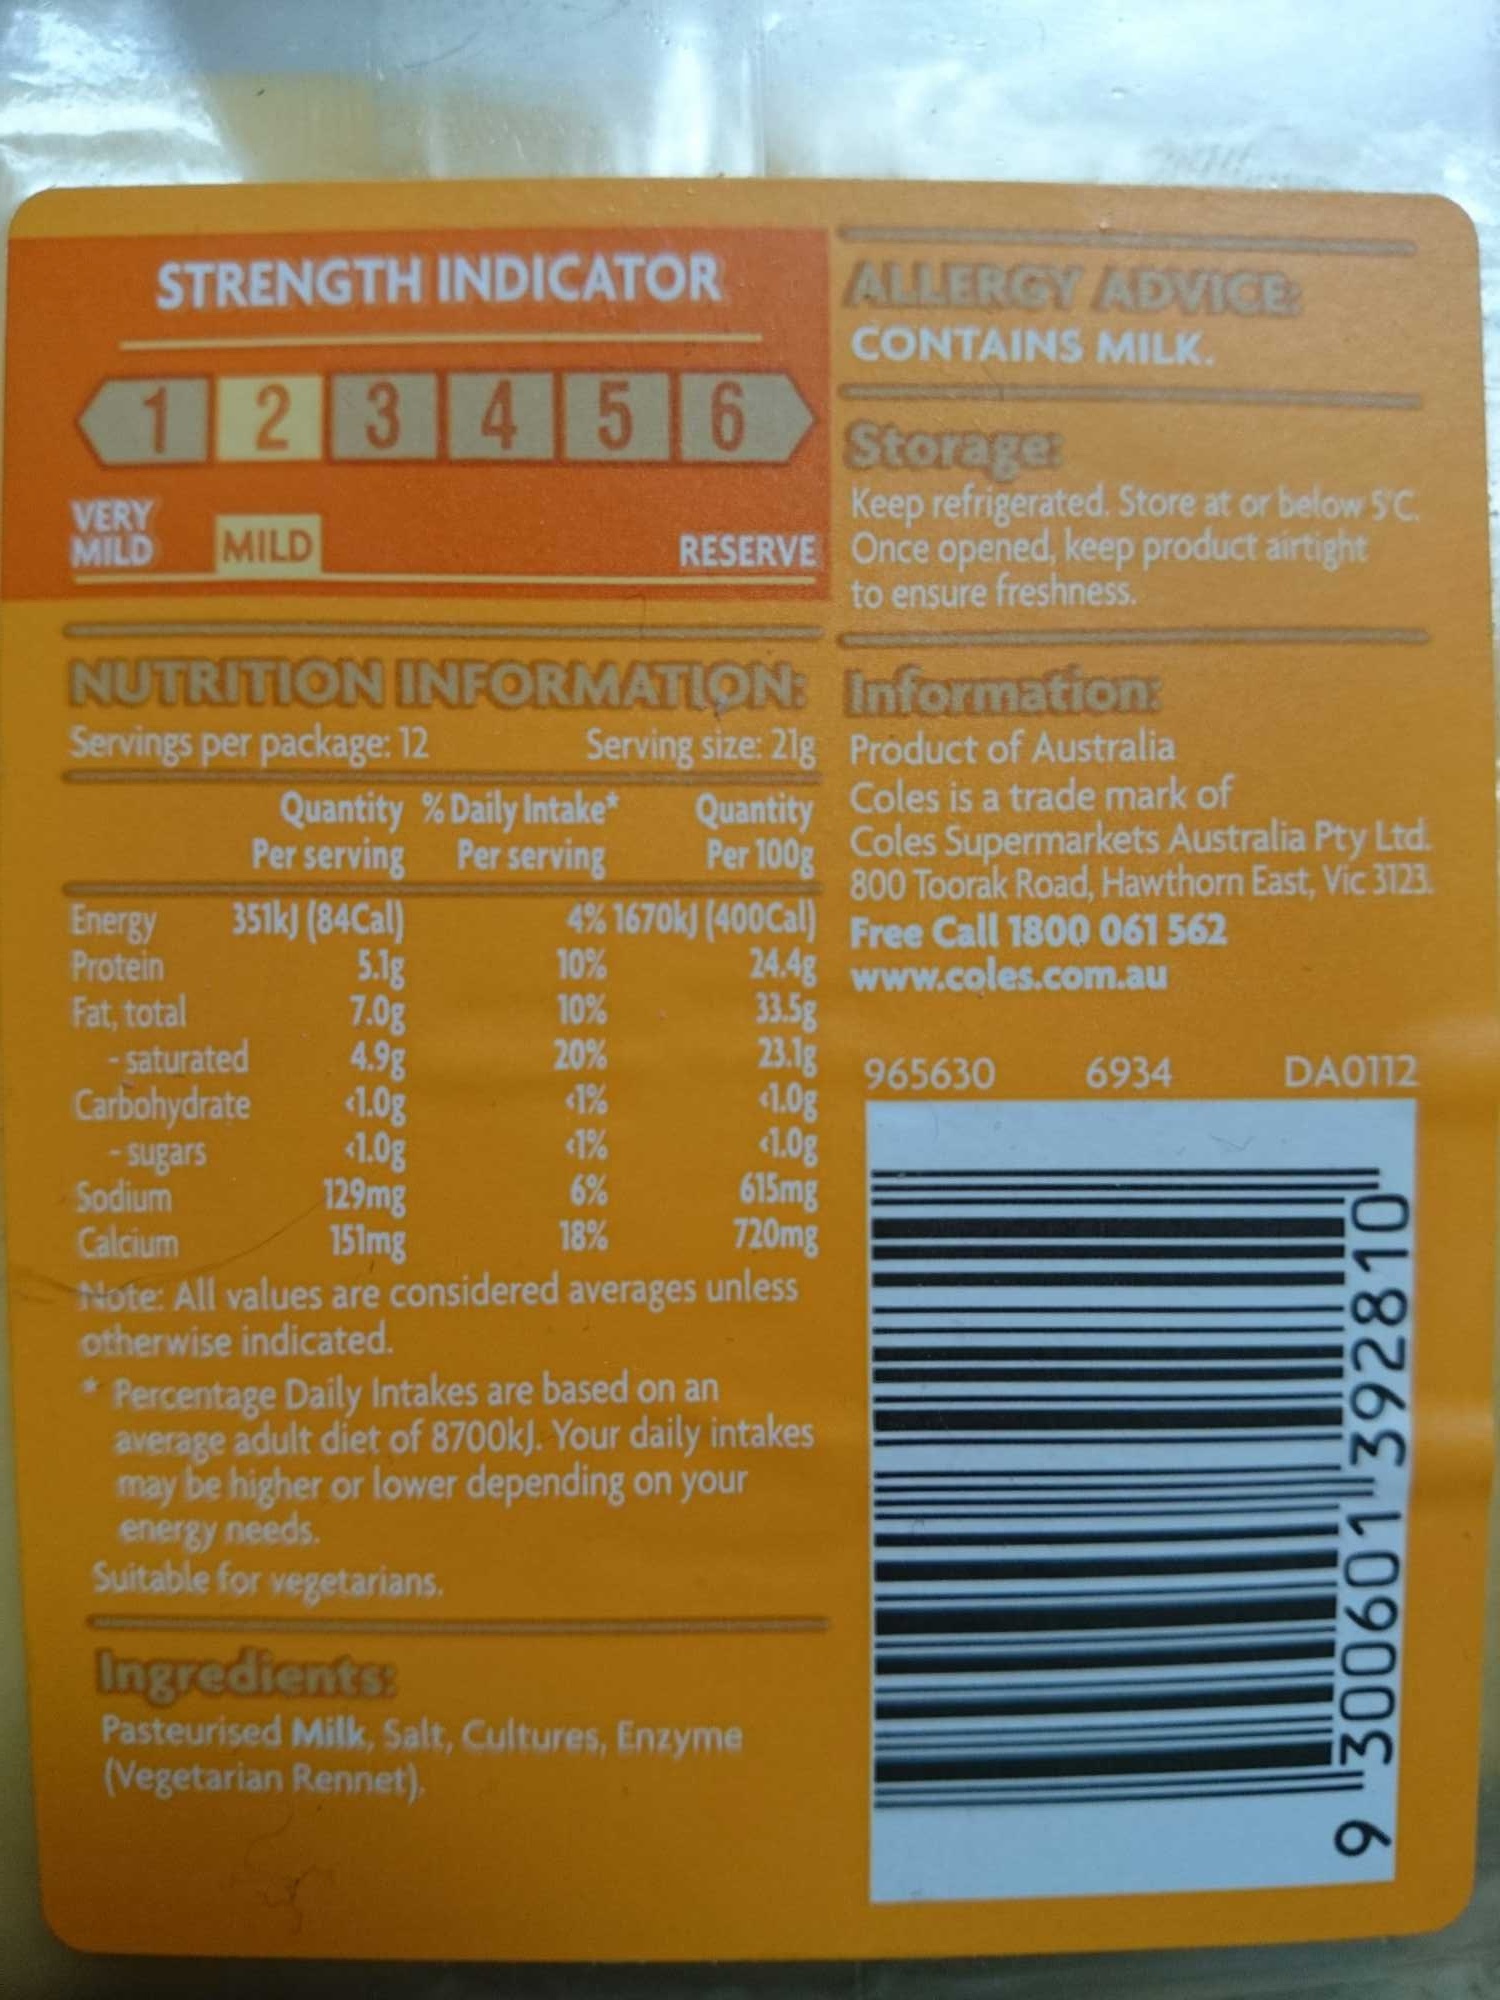 STRENGTH INDICATOR
1 2 3 4 5 6
VERY
MILD
MILD
RESERVE
NUTRITION INFORMATION:
Servings per package: 12 Serving size: 21g
Quantity % Daily Intake* Quantity
Per serving Per serving Per 100g
Energy 351kJ (84Cal) 4% 1670kJ (400Cal)
Protein 5.1g 10% 24.4g
Fat, total 7.0g 10% 33.5g
- saturated 4.9g 20% 23.1g
Carbohydrate <1.0g <1% <1.0g
- sugars <1.0g <1% <1.0g
Sodium 129mg 6% 615mg
Calcium 151mg 18% 720mg
Note: All values are considered averages unless
otherwise indicated.
* Percentage Daily Intakes are based on an
average adult diet of 8700kJ. Your daily intakes
may be higher or lower depending on your
energy needs.
Suitable for vegetarians.
Ingredients:
Pasteurised Milk, Salt, Cultures, Enzyme
(Vegetarian Rennet).
ALLERGY ADVICE:
CONTAINS MILK.
Storage:
Keep refrigerated. Store at or below 5°C.
Once opened, keep product airtight
to ensure freshness.
Information:
Product of Australia
Coles is a trade mark of
Coles Supermarkets Australia Pty Ltd.
800 Toorak Road, Hawthorn East, Vic 3123.
Free Call 1800 061 562
www.coles.com.au
965630 6934 DA0112
9 300601 392810